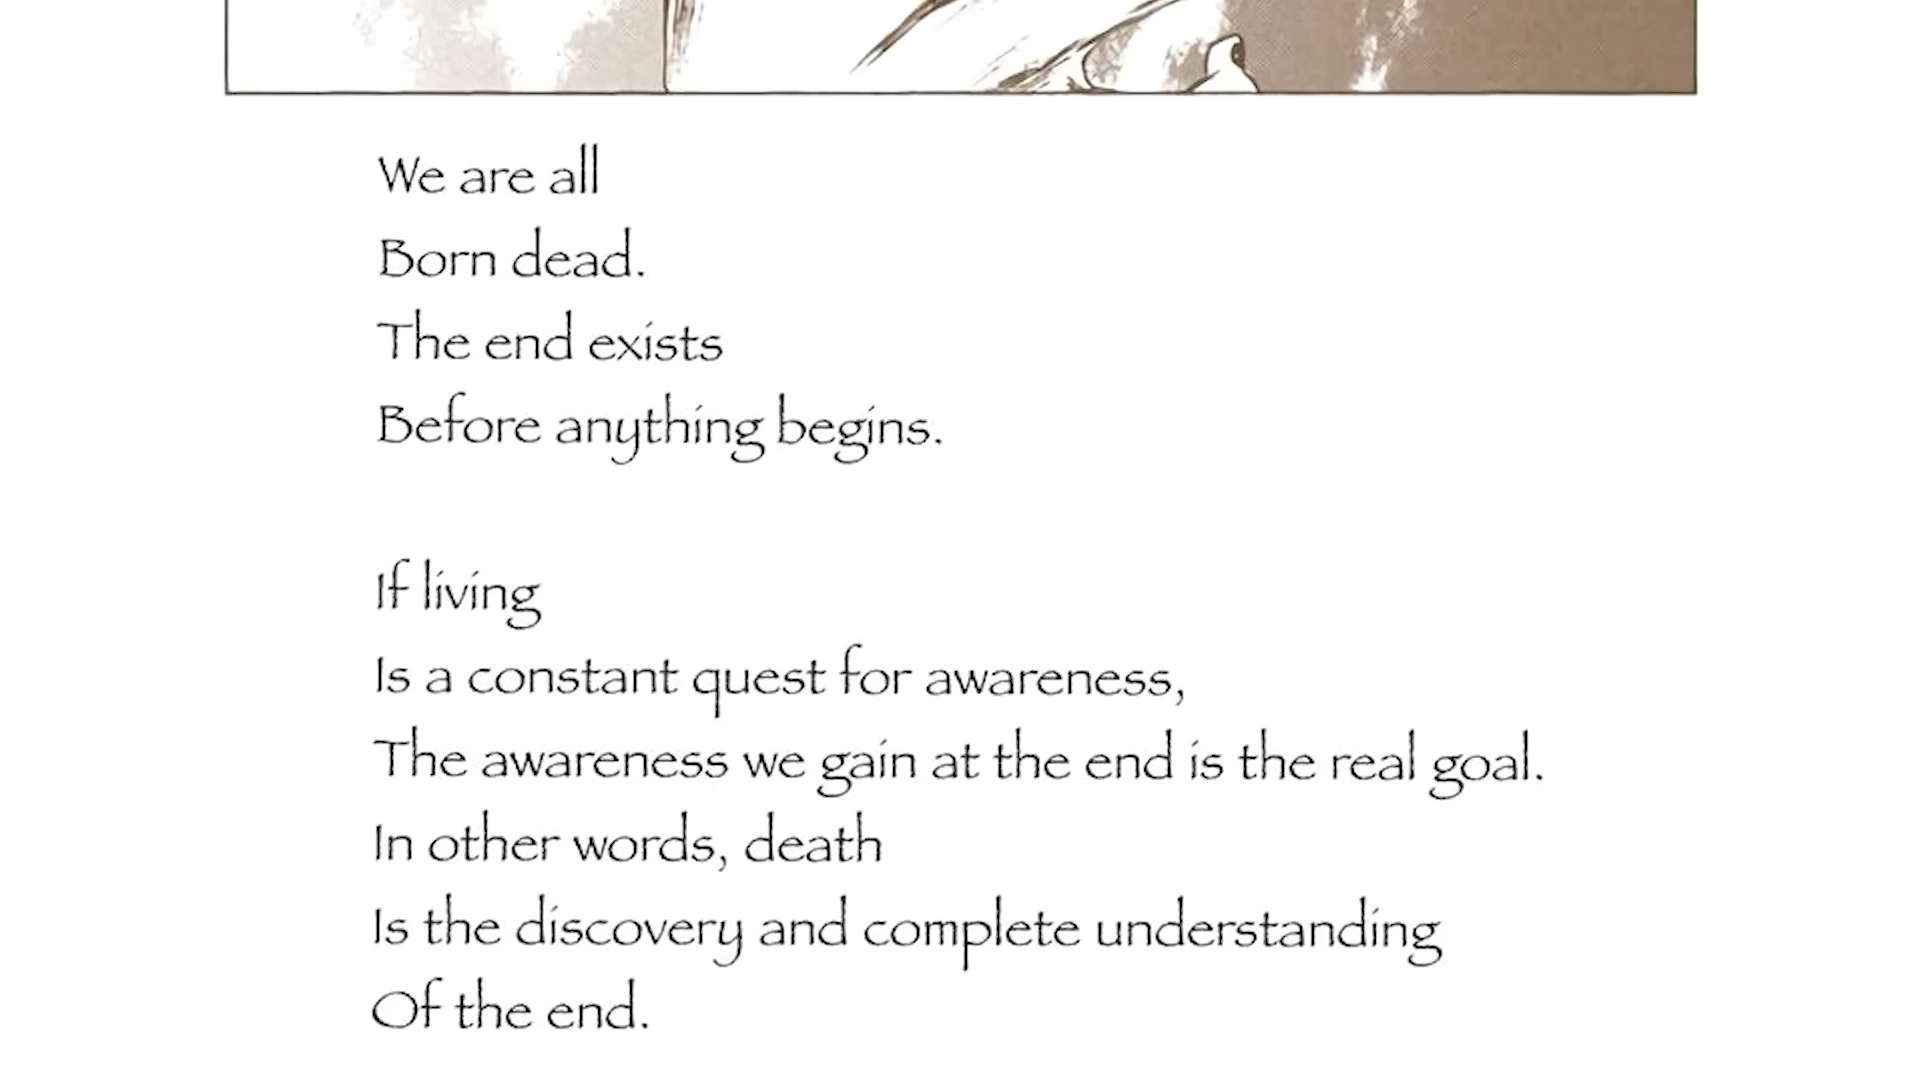 We are all
Born dead.
The end exists
Before anything begins.
If living
Is a constant quest for awareness,
The awareness we gain at the end is the real goal.
In other words, death
Is the discovery and complete understanding
Of the end.